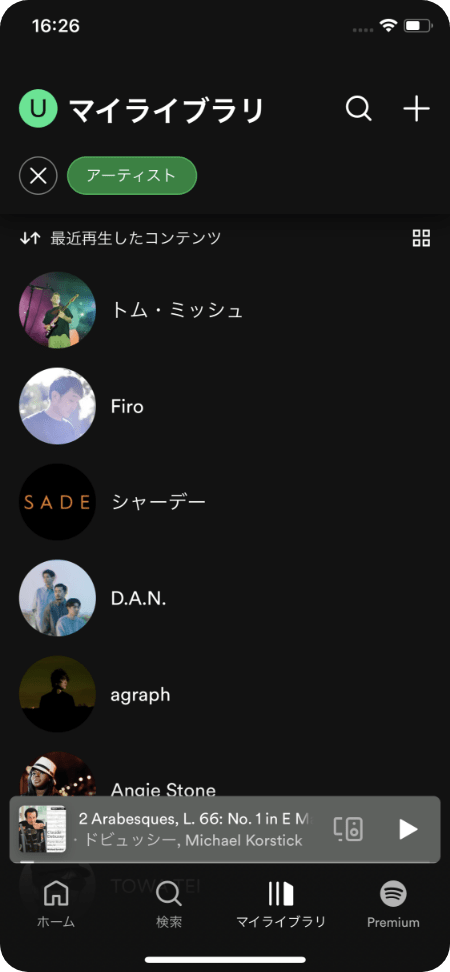 16:26
U マイライブラリ
アーティスト
最近再生したコンテンツ
トム・ミッシュ
Firo
SADE
シャーデー
D.A.N.
agraph
Angie Stone
2 Arabesques, L. 66: No. 1 in E M
・ドビュッシー, Michael Korstick
TOWA TEI
ホーム
検索
マイライブラリ
Premium